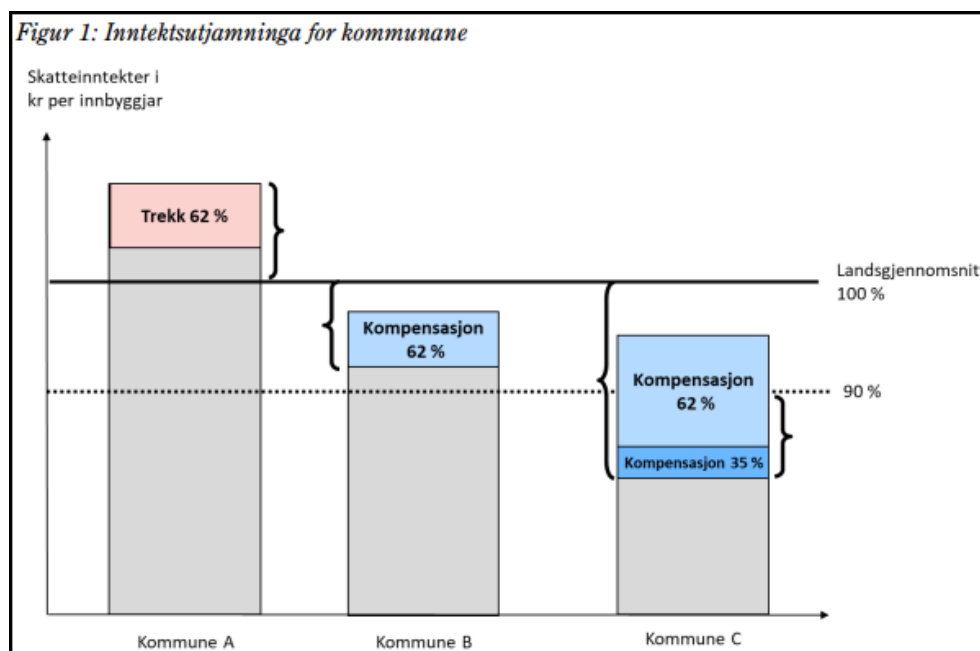 Figur 1: Inntektsutjamninga for kommunane
Skatteinntekter i
kr per innbyggjar
Trekk 62 %
Landsgjennomsnit
100 %
Kompensasjon
62 %
Kompensasjon
62 %
90 %
Kompensasjon 35 %
Kommune A
Kommune B
Kommune C